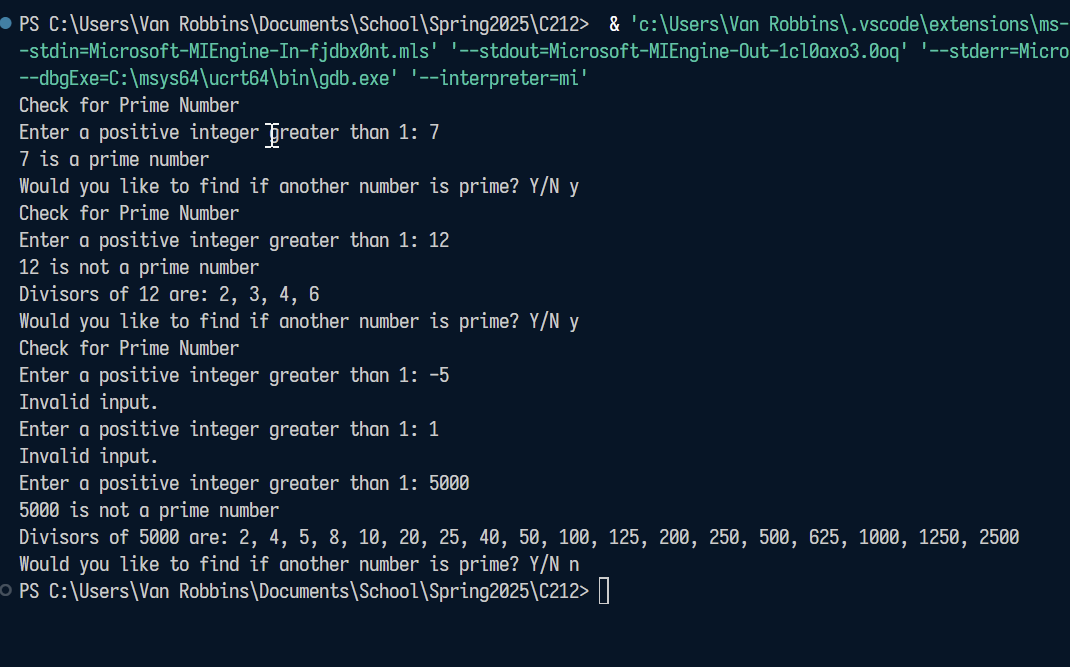 PS C:\Users\Van Robbins\Documents\School\Spring2025\C212>  & 'c:\Users\Van Robbins\.vscode\extensions\ms-
-stdin=Microsoft-MIEngine-In-fjdbx0nt.mls' '--stdout=Microsoft-MIEngine-Out-1cl0axo3.0oq' '--stderr=Micro
--dbgExe=C:\msys64\ucrt64\bin\gdb.exe' '--interpreter=mi'
Check for Prime Number
Enter a positive integer greater than 1: 7
7 is a prime number
Would you like to find if another number is prime? Y/N y
Check for Prime Number
Enter a positive integer greater than 1: 12
12 is not a prime number
Divisors of 12 are: 2, 3, 4, 6
Would you like to find if another number is prime? Y/N y
Check for Prime Number
Enter a positive integer greater than 1: -5
Invalid input.
Enter a positive integer greater than 1: 1
Invalid input.
Enter a positive integer greater than 1: 5000
5000 is not a prime number
Divisors of 5000 are: 2, 4, 5, 8, 10, 20, 25, 40, 50, 100, 125, 200, 250, 500, 625, 1000, 1250, 2500
Would you like to find if another number is prime? Y/N n
PS C:\Users\Van Robbins\Documents\School\Spring2025\C212>